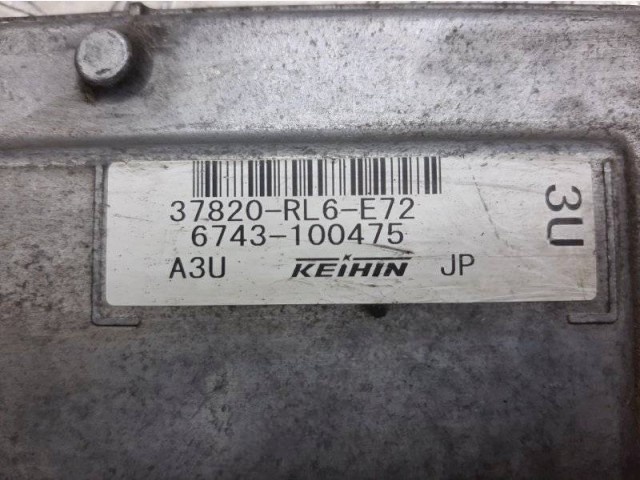 37820-RL6-E72
6743-100475
A3U KEIHIN JP
3U